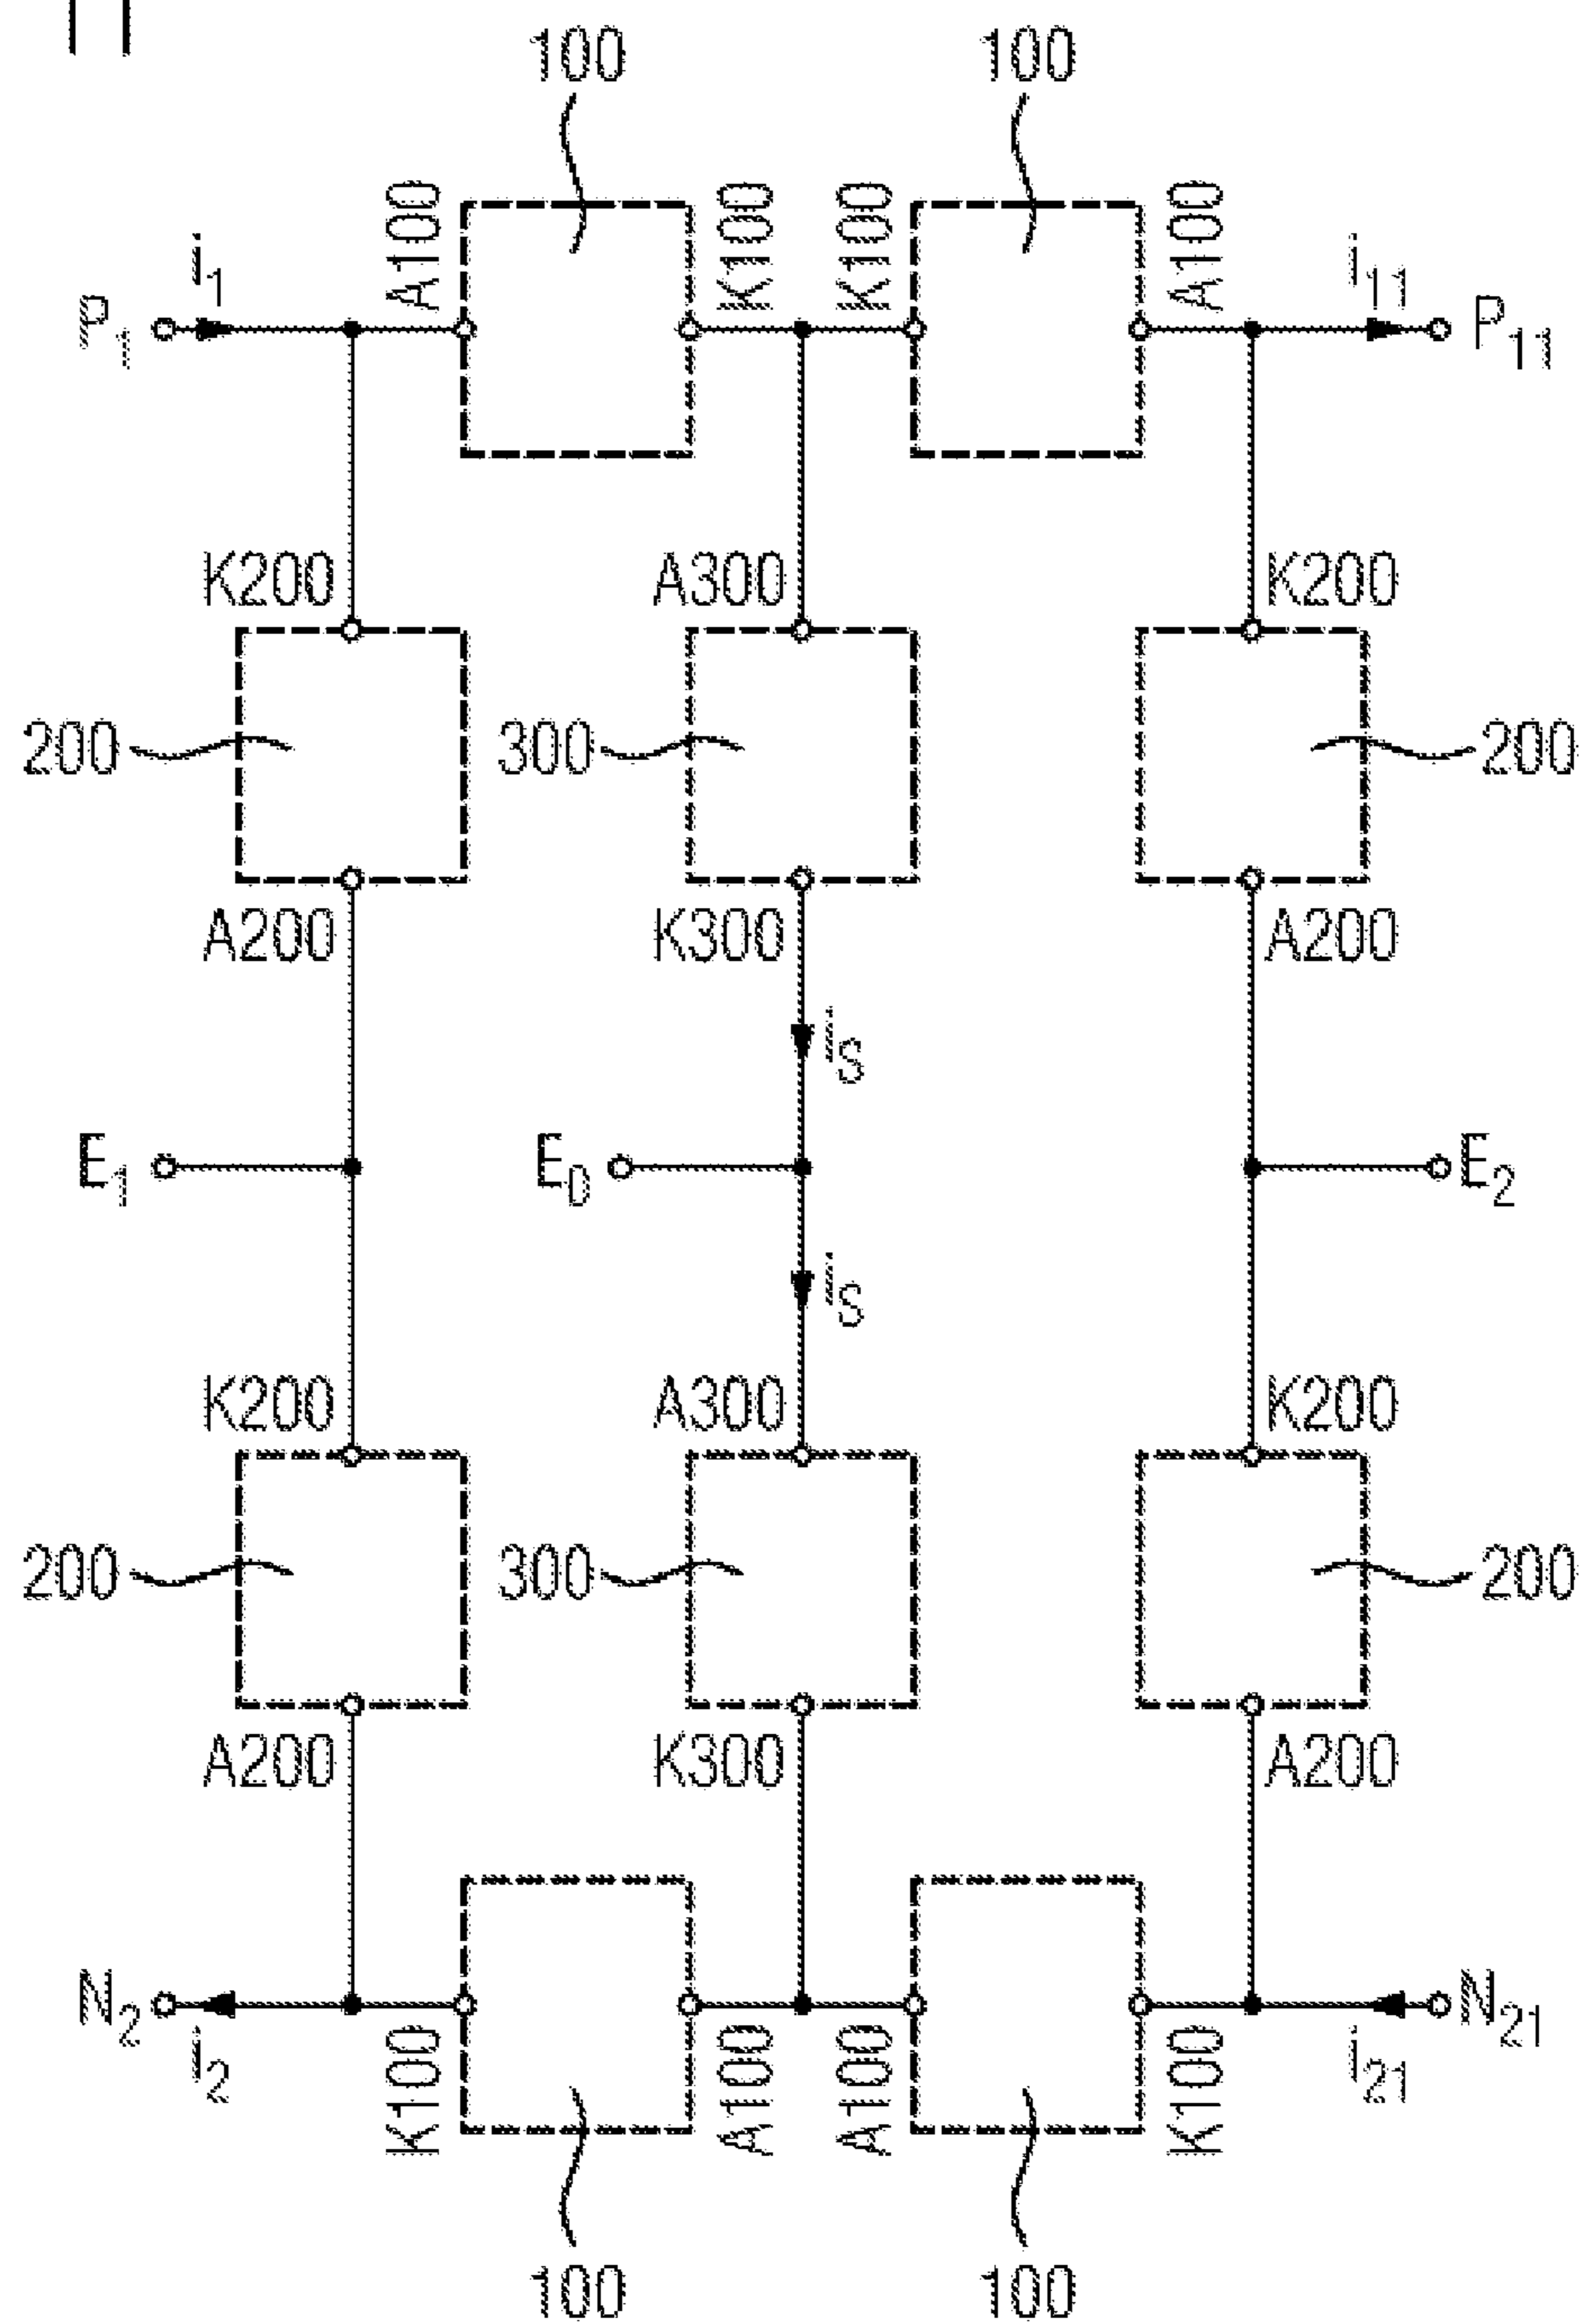 11
100 100
A100 K100 K100 A100
P₁ i₁ i₁₁ P₁₁
K200 A300 K200
200 300 200
A200 K300 A200
iS
E₁ E₀ E₂
iS
K200 A300 K200
200 300 200
A200 K300 A200
N₂ i₂ i₂₁ N₂₁
K100 A100 A100 K100
100 100